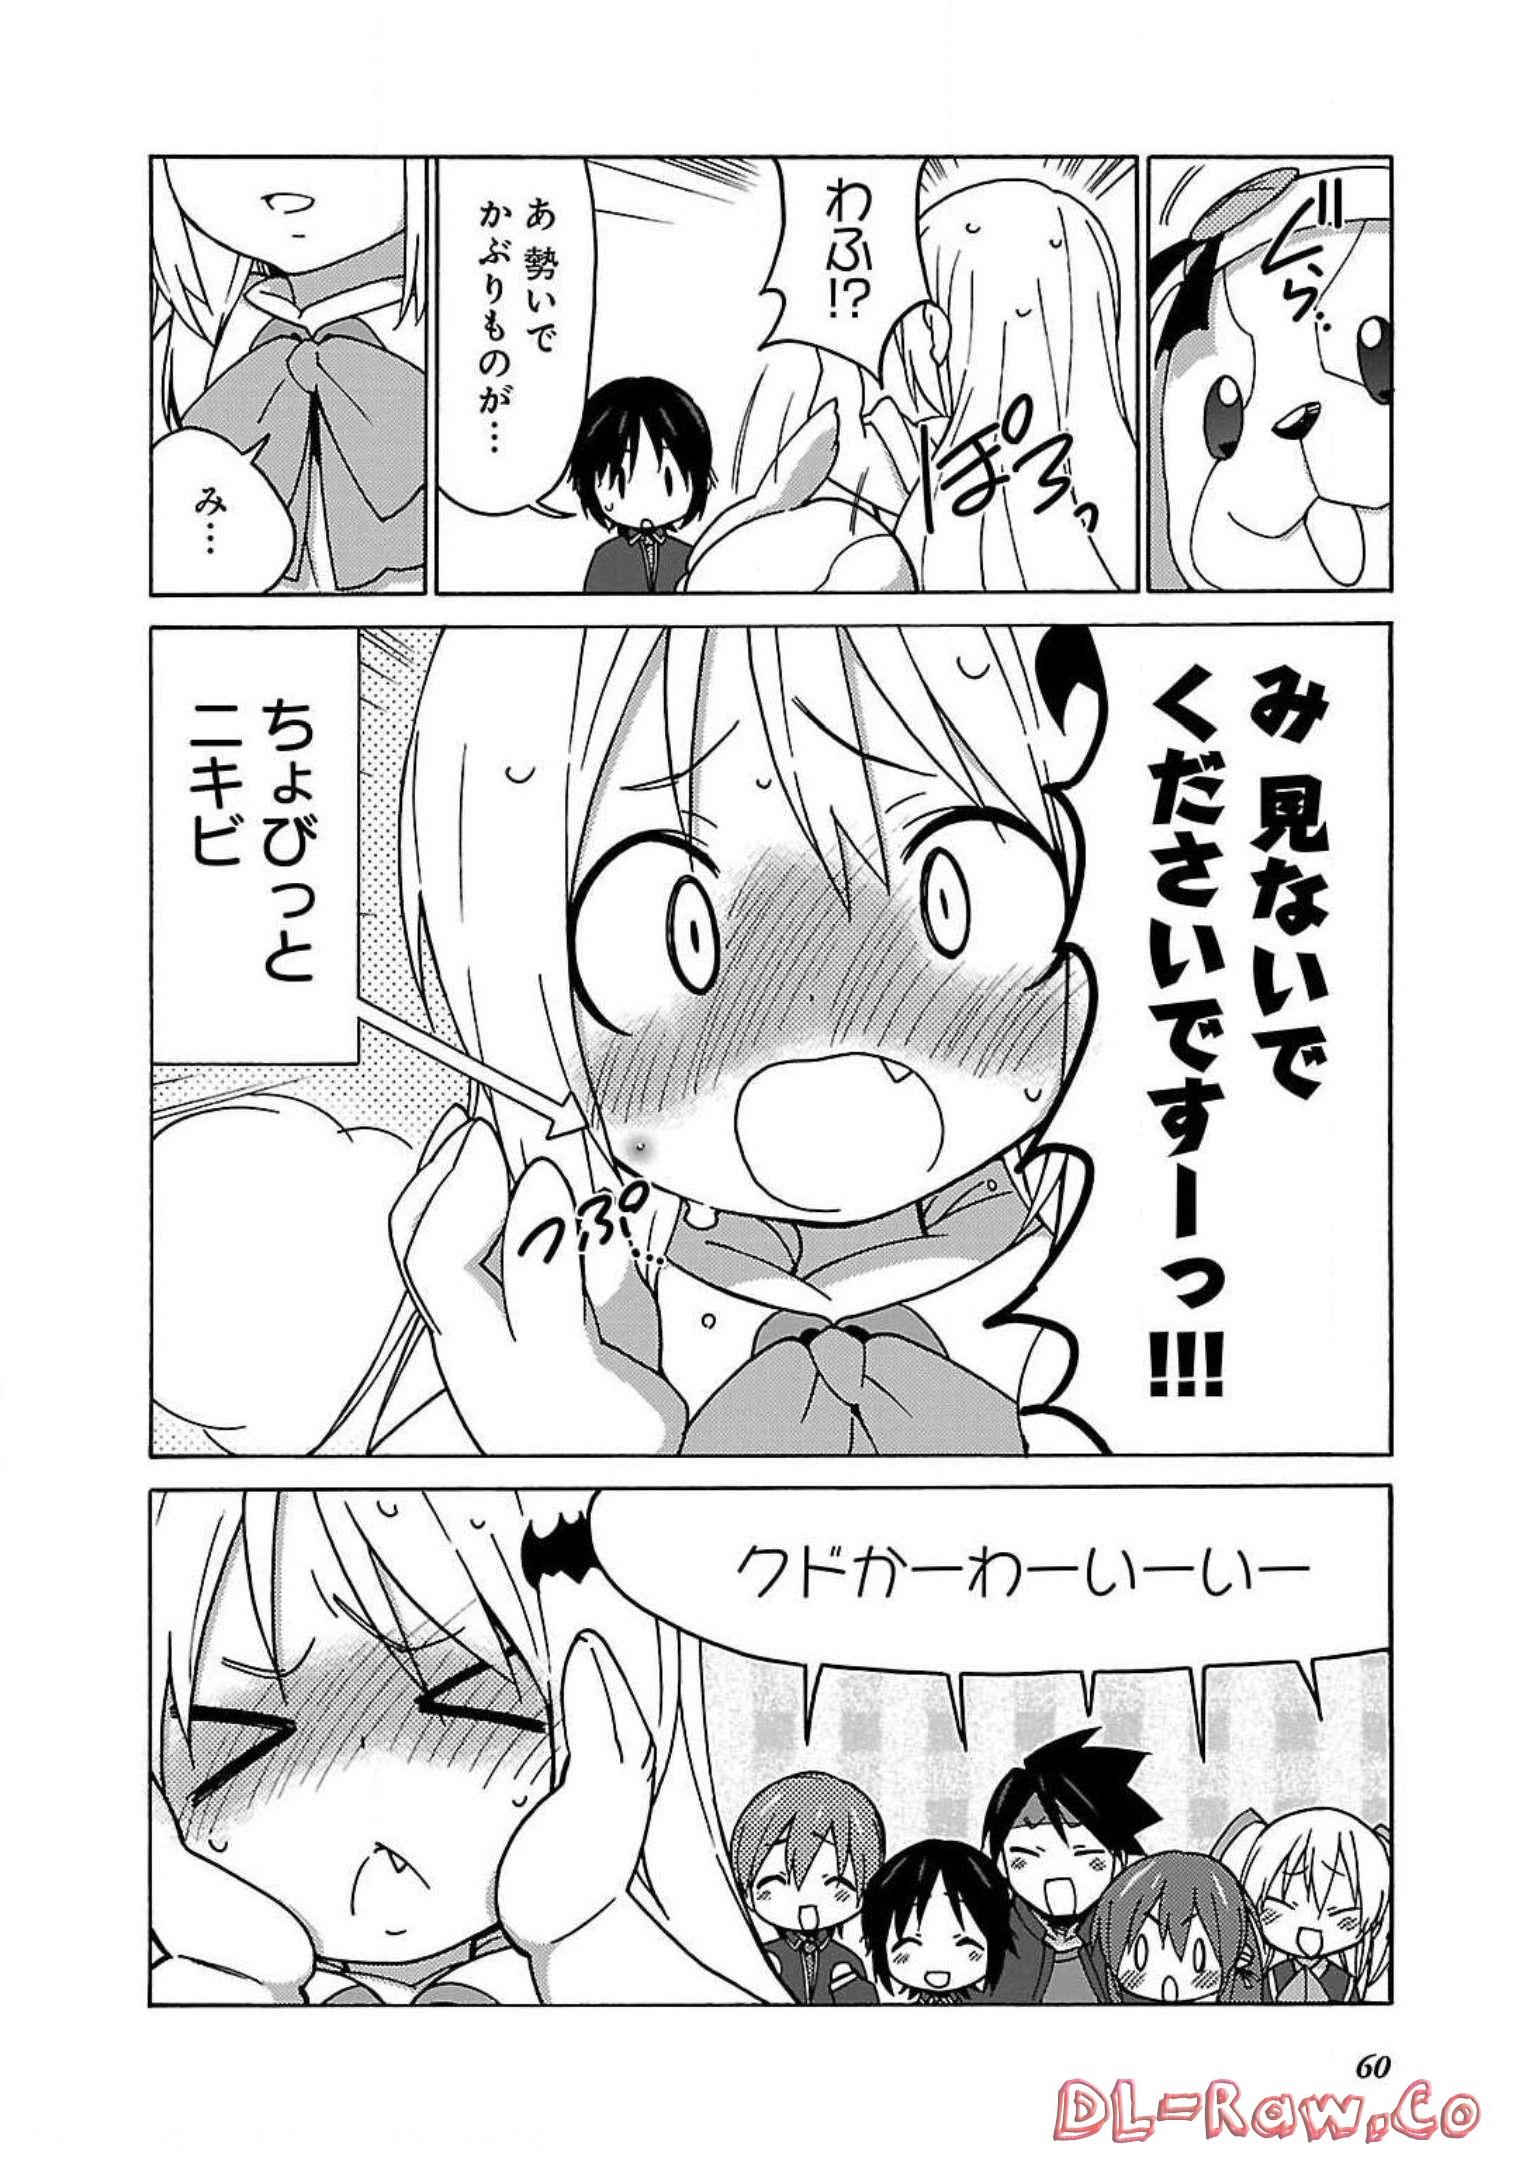 くら…
わふ!?
ぽろっ
あ 勢いで
かぶりものが…
み…
み 見ないで
くださいですーっ!!!
ちょびっと
ニキビ
つぷ…
クドかーわーいーいー
60
DL-Raw.Co